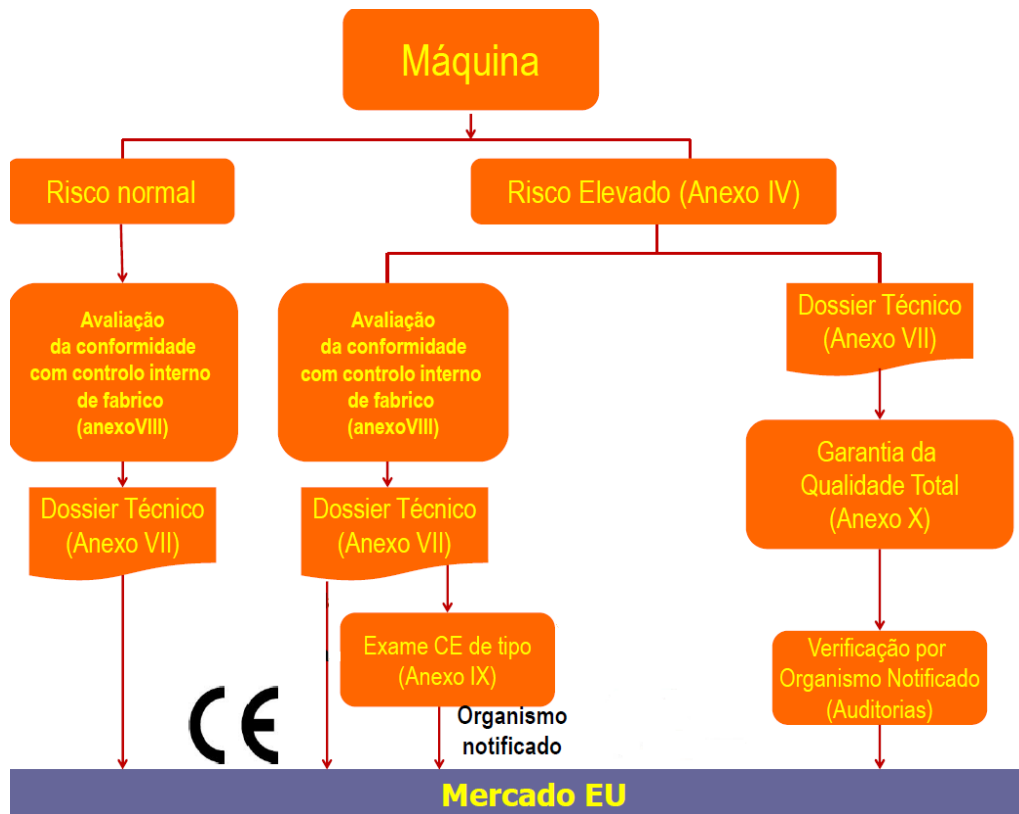 Máquina
Risco normal
Risco Elevado (Anexo IV)
Avaliação
da conformidade
com controlo interno
de fabrico
(anexoVIII)
Avaliação
da conformidade
com controlo interno
de fabrico
(anexoVIII)
Dossier Técnico
(Anexo VII)
Garantia da
Qualidade Total
(Anexo X)
Dossier Técnico
(Anexo VII)
Dossier Técnico
(Anexo VII)
Exame CE de tipo
(Anexo IX)
Verificação por
Organismo Notificado
(Auditorias)
CE
Organismo
notificado
Mercado EU